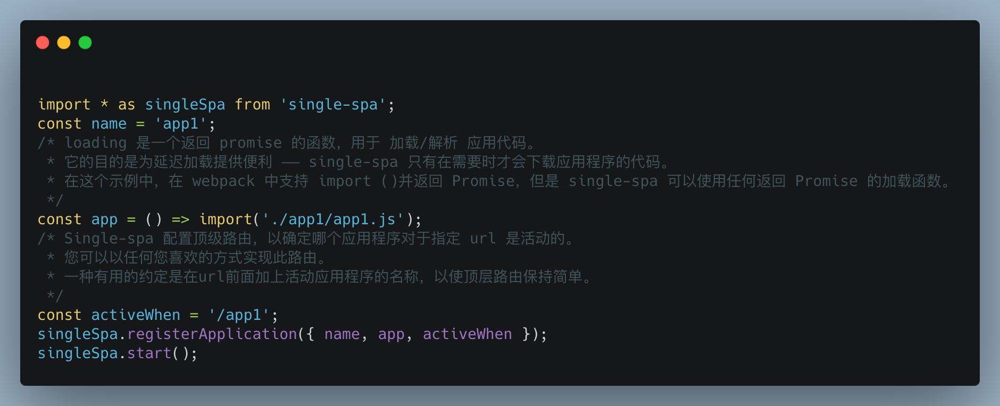 import * as singleSpa from 'single-spa';
const name = 'app1';
/* loading 是一个返回 promise 的函数，用于 加载/解析 应用代码。
 * 它的目的是为延迟加载提供便利 —— single-spa 只有在需要时才会下载应用程序的代码。
 * 在这个示例中，在 webpack 中支持 import ()并返回 Promise，但是 single-spa 可以使用任何返回 Promise 的加载函数。
 */
const app = () => import('./app1/app1.js');
/* Single-spa 配置顶级路由，以确定哪个应用程序对于指定 url 是活动的。
 * 您可以以任何您喜欢的方式实现此路由。
 * 一种有用的约定是在url前面加上活动应用程序的名称，以使顶层路由保持简单。
 */
const activeWhen = '/app1';
singleSpa.registerApplication({ name, app, activeWhen });
singleSpa.start();